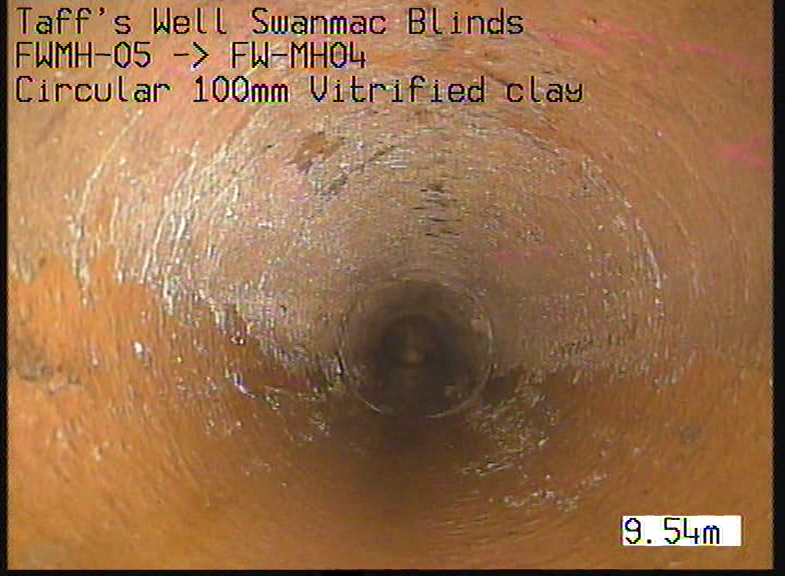 Taff's Well Swanmac Blinds
FWMH-05 -> FW-MH04
Circular 100mm Vitrified clay
9.54m